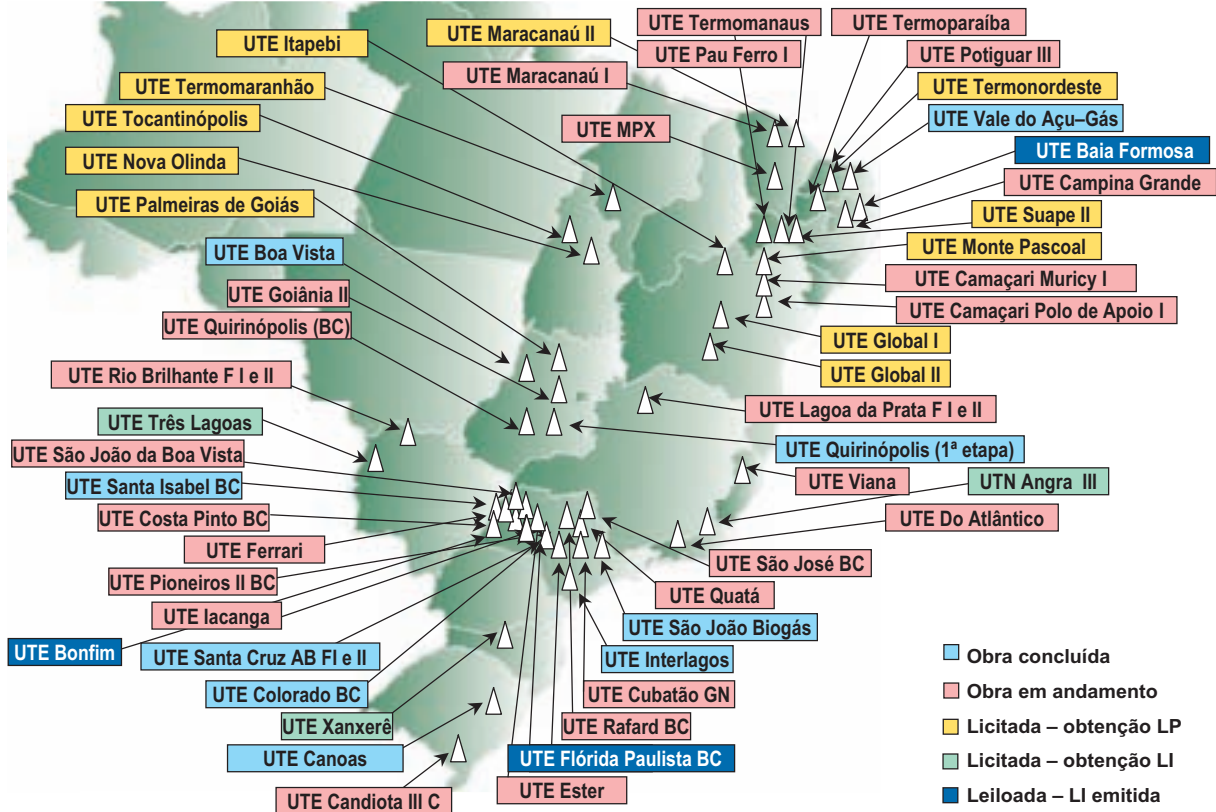 UTE Itapebi
UTE Maracanaú II
UTE Termomanaus
UTE Pau Ferro I
UTE Maracanaú I
UTE Termoparaíba
UTE Potiguar III
UTE Termonordeste
UTE Vale do Açu–Gás
UTE Baia Formosa
UTE Campina Grande
UTE Termomaranhão
UTE Tocantinópolis
UTE MPX
UTE Nova Olinda
UTE Palmeiras de Goiás
UTE Suape II
UTE Monte Pascoal
UTE Boa Vista
UTE Goiânia II
UTE Quirinópolis (BC)
UTE Camaçari Muricy I
UTE Camaçari Polo de Apoio I
UTE Global I
UTE Global II
UTE Rio Brilhante F I e II
UTE Três Lagoas
UTE São João da Boa Vista
UTE Santa Isabel BC
UTE Costa Pinto BC
UTE Ferrari
UTE Pioneiros II BC
UTE Iacanga
UTE Bonfim
UTE Lagoa da Prata F I e II
UTE Quirinópolis (1ª etapa)
UTE Viana
UTN Angra III
UTE Do Atlântico
UTE São José BC
UTE Quatá
UTE São João Biogás
UTE Interlagos
UTE Cubatão GN
UTE Rafard BC
UTE Santa Cruz AB FI e II
UTE Colorado BC
UTE Xanxerê
UTE Canoas
UTE Flórida Paulista BC
UTE Ester
UTE Candiota III C
Obra concluída
Obra em andamento
Licitada – obtenção LP
Licitada – obtenção LI
Leiloada – LI emitida